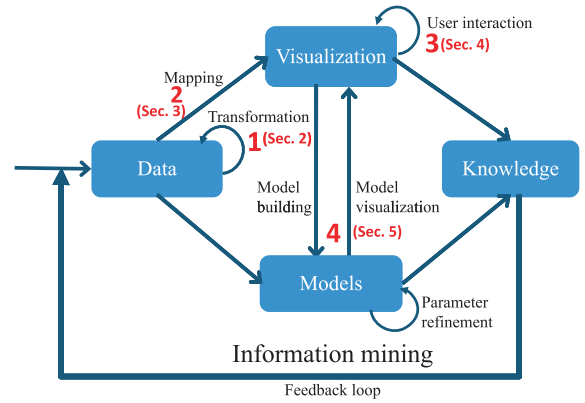 User interaction
3 (Sec. 4)
Visualization
Mapping
2
(Sec. 3)
Transformation
1 (Sec. 2)
Data
Knowledge
Model
building
Model
visualization
4 (Sec. 5)
Models
Parameter
refinement
Information mining
Feedback loop